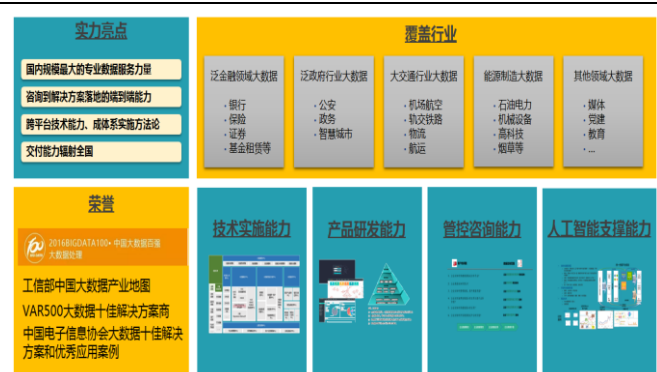 实力亮点
国内规模最大的专业数据服务力量
咨询到解决方案落地的端到端能力
跨平台技术能力、成体系实施方法论
交付能力辐射全国
覆盖行业
泛金融领域大数据
· 银行
· 保险
· 证券
· 基金租赁等
泛政府行业大数据
· 公安
· 政务
· 智慧城市
大交通行业大数据
· 机场航空
· 轨交铁路
· 物流
· 航运
能源制造大数据
· 石油电力
· 机械设备
· 高科技
· 烟草等
其他领域大数据
· 媒体
· 党建
· 教育
· ...
荣誉
2016BIGDATA100+ 中国大数据百强
大数据处理
工信部中国大数据产业地图
VAR500大数据十佳解决方案商
中国电子信息协会大数据十佳解决
方案和优秀应用案例
技术实施能力
产品研发能力
管控咨询能力
人工智能支撑能力